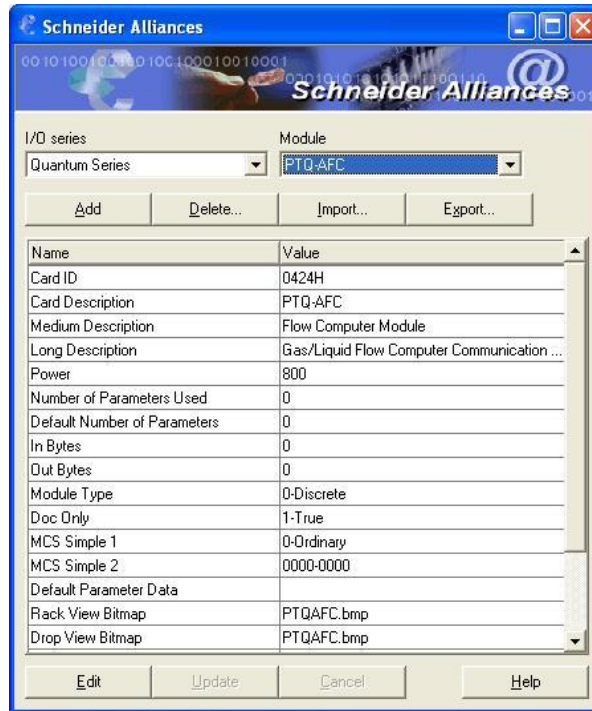 Schneider Alliances
Schneider Alliances
I/O series Module
Quantum Series PTQ-AFC
Add Delete... Import... Export...
Name Value
Card ID 0424H
Card Description PTQ-AFC
Medium Description Flow Computer Module
Long Description Gas/Liquid Flow Computer Communication ...
Power 800
Number of Parameters Used 0
Default Number of Parameters 0
In Bytes 0
Out Bytes 0
Module Type 0-Discrete
Doc Only 1-True
MCS Simple 1 0-Ordinary
MCS Simple 2 0000-0000
Default Parameter Data
Rack View Bitmap PTQAFC.bmp
Drop View Bitmap PTQAFC.bmp
Edit Update Cancel Help